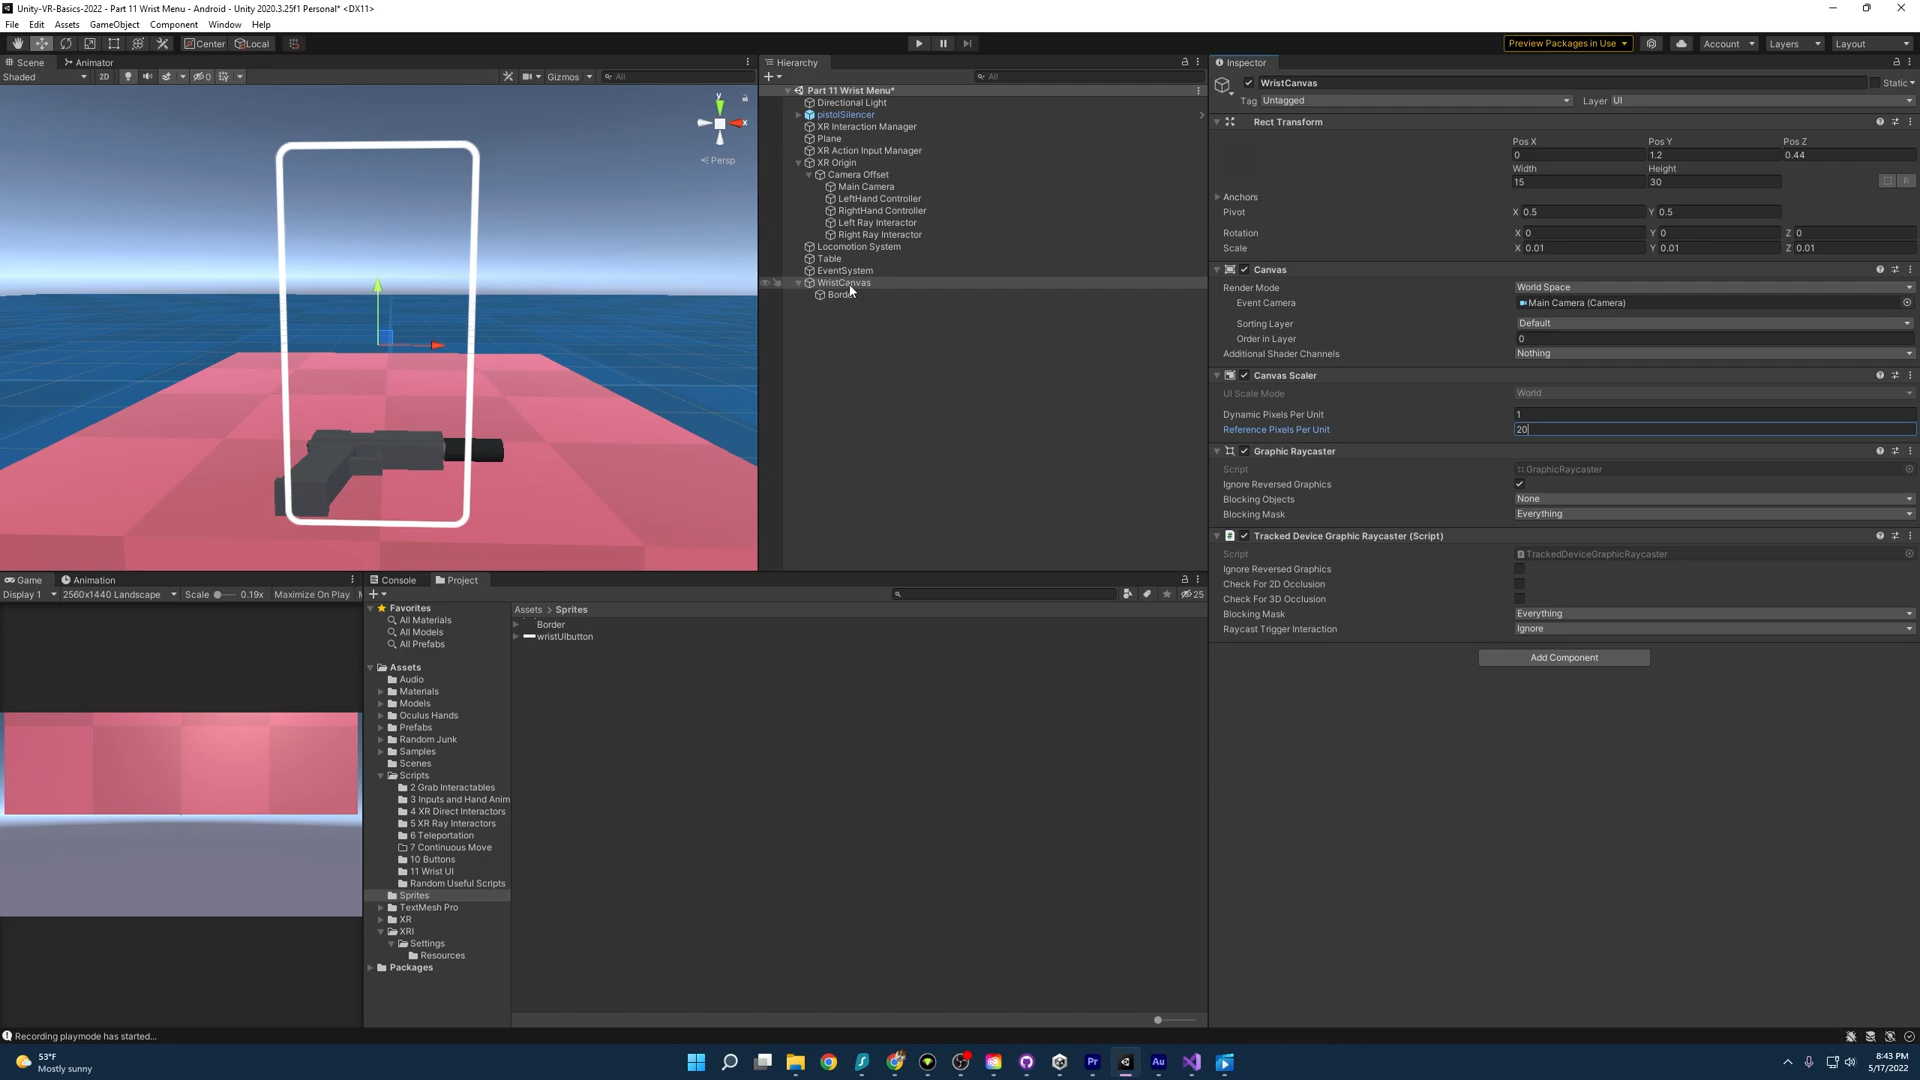 Unity-VR-Basics-2022 - Part 11 Wrist Menu - Android - Unity 2020.3.25f1 Personal* <DX11>
File Edit Assets GameObject Component Window Help
Center Local
Preview Packages in Use
Account
Layers
Layout
Scene Animator
Shaded 2D 0 Gizmos All
y
x
Persp
Hierarchy
All
Part 11 Wrist Menu*
Directional Light
pistolSilencer
XR Interaction Manager
Plane
XR Action Input Manager
XR Origin
Camera Offset
Main Camera
LeftHand Controller
RightHand Controller
Left Ray Interactor
Right Ray Interactor
Locomotion System
Table
EventSystem
WristCanvas
Border
Inspector
WristCanvas Static
Tag Untagged Layer UI
Rect Transform
Pos X Pos Y Pos Z
0 1.2 0.44
Width Height
15 30
R
Anchors
Pivot X 0.5 Y 0.5
Rotation X 0 Y 0 Z 0
Scale X 0.01 Y 0.01 Z 0.01
Canvas
Render Mode World Space
Event Camera Main Camera (Camera)
Sorting Layer Default
Order in Layer 0
Additional Shader Channels Nothing
Canvas Scaler
UI Scale Mode World
Dynamic Pixels Per Unit 1
Reference Pixels Per Unit 20
Graphic Raycaster
Script GraphicRaycaster
Ignore Reversed Graphics
Blocking Objects None
Blocking Mask Everything
Tracked Device Graphic Raycaster (Script)
Script TrackedDeviceGraphicRaycaster
Ignore Reversed Graphics
Check For 2D Occlusion
Check For 3D Occlusion
Blocking Mask Everything
Raycast Trigger Interaction Ignore
Add Component
Game Animation
Display 1 2560x1440 Landscape Scale 0.19x Maximize On Play
Console Project
25
Favorites
All Materials
All Models
All Prefabs
Assets
Audio
Materials
Models
Oculus Hands
Prefabs
Random Junk
Samples
Scenes
Scripts
2 Grab Interactables
3 Inputs and Hand Anim
4 XR Direct Interactors
5 XR Ray Interactors
6 Teleportation
7 Continuous Move
10 Buttons
11 Wrist UI
Random Useful Scripts
Sprites
TextMesh Pro
XR
XRI
Settings
Resources
Packages
Assets > Sprites
Border
wristUIbutton
Recording playmode has started...
53°F
Mostly sunny
Pr
Au
8:43 PM
5/17/2022